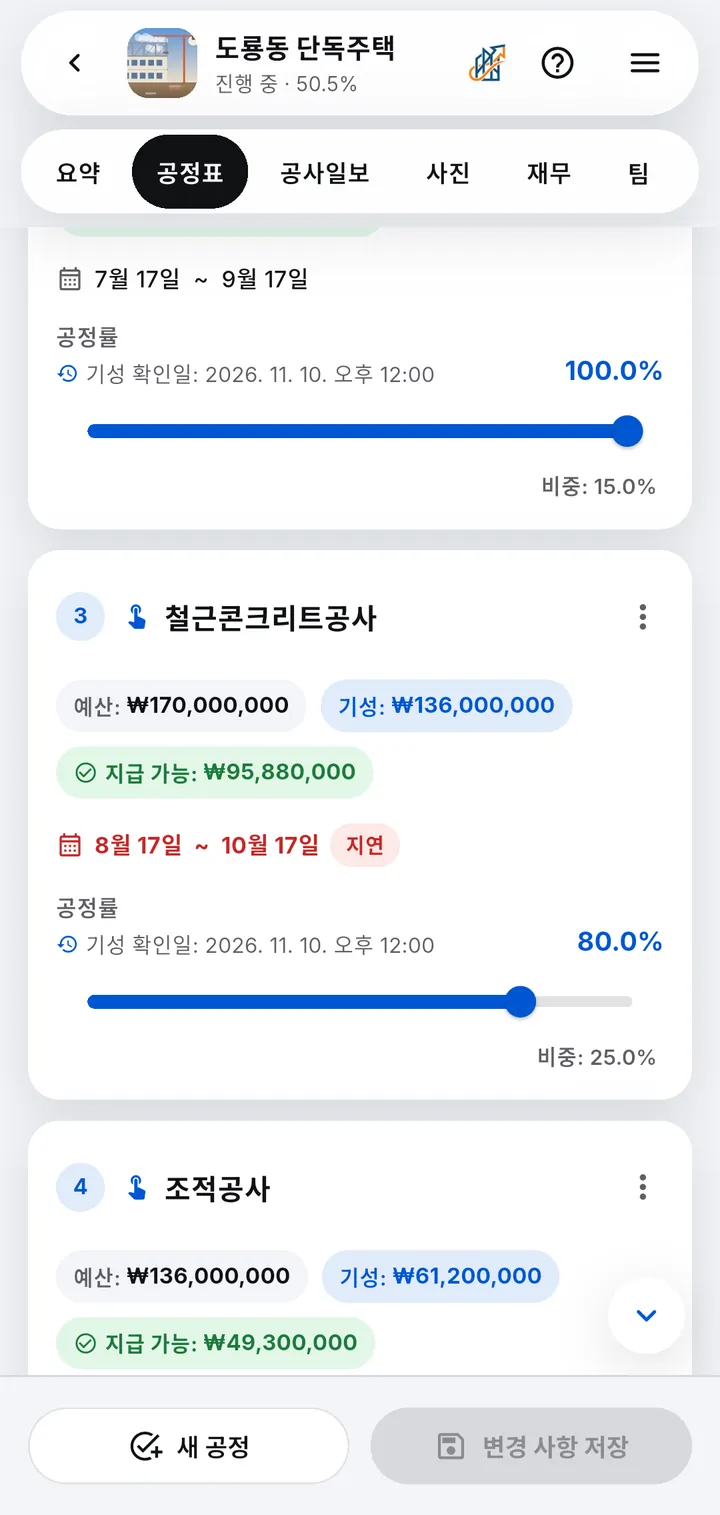 도룡동 단독주택
진행 중 · 50.5%
요약 공정표 공사일보 사진 재무 팀
7월 17일 ~ 9월 17일
공정률
기성 확인일: 2026. 11. 10. 오후 12:00 100.0%
비중: 15.0%
3 철근콘크리트공사
예산: ₩170,000,000 기성: ₩136,000,000
지급 가능: ₩95,880,000
8월 17일 ~ 10월 17일 지연
공정률
기성 확인일: 2026. 11. 10. 오후 12:00 80.0%
비중: 25.0%
4 조적공사
예산: ₩136,000,000 기성: ₩61,200,000
지급 가능: ₩49,300,000
새 공정 변경 사항 저장